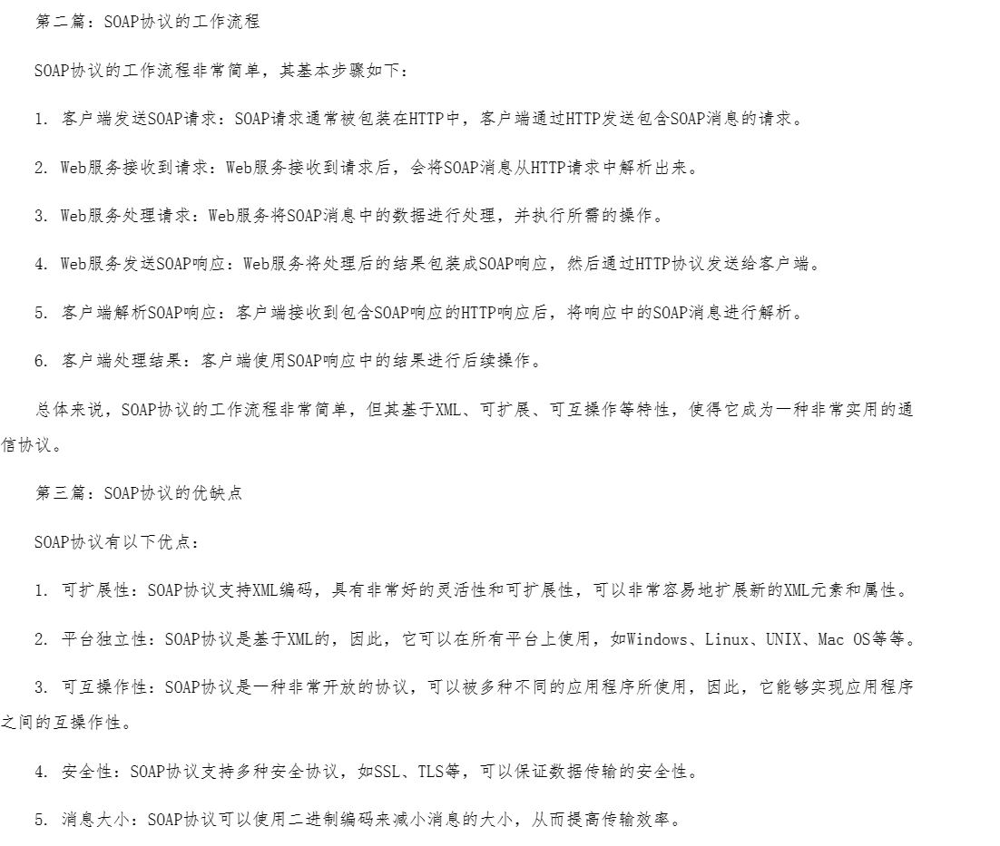 第二篇：SOAP协议的工作流程
SOAP协议的工作流程非常简单，其基本步骤如下：
1. 客户端发送SOAP请求：SOAP请求通常被包装在HTTP中，客户端通过HTTP发送包含SOAP消息的请求。
2. Web服务接收到请求：Web服务接收到请求后，会将SOAP消息从HTTP请求中解析出来。
3. Web服务处理请求：Web服务将SOAP消息中的数据进行处理，并执行所需的操作。
4. Web服务发送SOAP响应：Web服务将处理后的结果包装成SOAP响应，然后通过HTTP协议发送给客户端。
5. 客户端解析SOAP响应：客户端接收到包含SOAP响应的HTTP响应后，将响应中的SOAP消息进行解析。
6. 客户端处理结果：客户端使用SOAP响应中的结果进行后续操作。
总体来说，SOAP协议的工作流程非常简单，但其基于XML、可扩展、可互操作等特性，使得它成为一种非常实用的通
信协议。
第三篇：SOAP协议的优缺点
SOAP协议有以下优点：
1. 可扩展性：SOAP协议支持XML编码，具有非常好的灵活性和可扩展性，可以非常容易地扩展新的XML元素和属性。
2. 平台独立性：SOAP协议是基于XML的，因此，它可以在所有平台上使用，如Windows、Linux、UNIX、Mac OS等等。
3. 可互操作性：SOAP协议是一种非常开放的协议，可以被多种不同的应用程序所使用，因此，它能够实现应用程序
之间的互操作性。
4. 安全性：SOAP协议支持多种安全协议，如SSL、TLS等，可以保证数据传输的安全性。
5. 消息大小：SOAP协议可以使用二进制编码来减小消息的大小，从而提高传输效率。